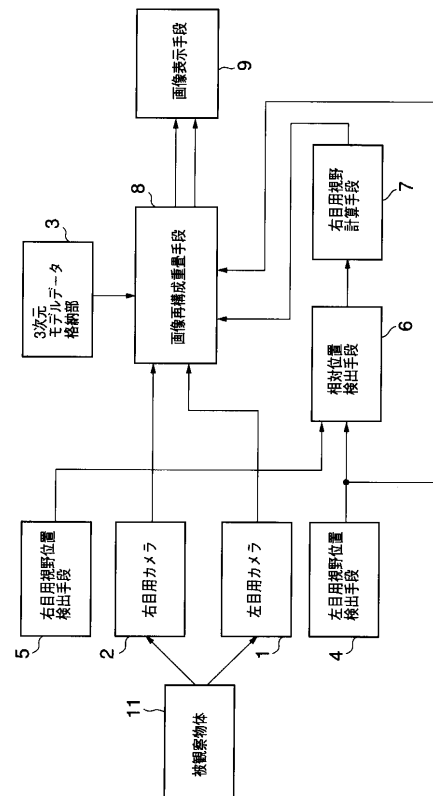 被観察物体
11
右目用視野位置
検出手段
5
右目用カメラ
2
左目用カメラ
1
左目用視野位置
検出手段
4
3次元
モデルデータ
格納部
3
画像再構成重畳手段
8
画像表示手段
9
相対位置
検出手段
6
右目用視野
計算手段
7